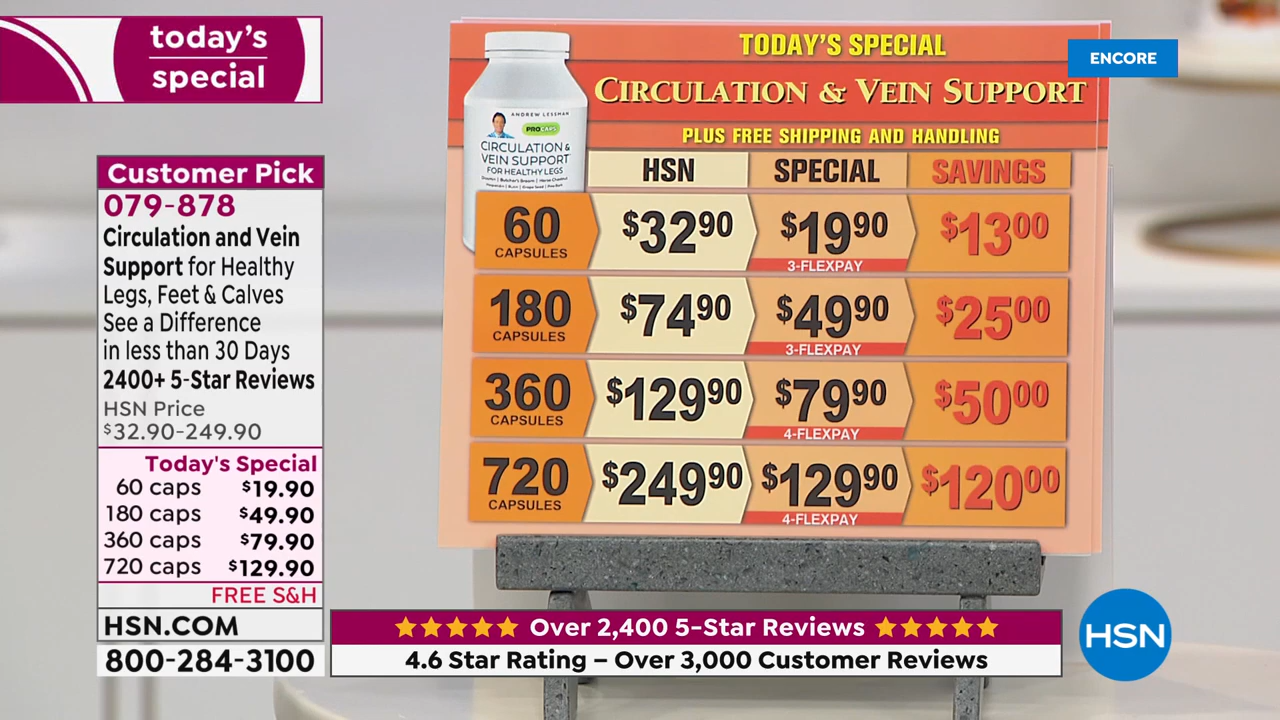 today's
special
Customer Pick
079-878
Circulation and Vein
Support for Healthy
Legs, Feet & Calves
See a Difference
in less than 30 Days
2400+ 5-Star Reviews
HSN Price
$32.90-249.90
Today's Special
60 caps $19.90
180 caps $49.90
360 caps $79.90
720 caps $129.90
FREE S&H
HSN.COM
800-284-3100
ENCORE
TODAY'S SPECIAL
CIRCULATION & VEIN SUPPORT
PLUS FREE SHIPPING AND HANDLING
ANDREW LESSMAN
PROCAPS
CIRCULATION &
VEIN SUPPORT
FOR HEALTHY LEGS
HSN SPECIAL SAVINGS
60 CAPSULES $32.90 $19.90 $13.00
3-FLEXPAY
180 CAPSULES $74.90 $49.90 $25.00
3-FLEXPAY
360 CAPSULES $129.90 $79.90 $50.00
4-FLEXPAY
720 CAPSULES $249.90 $129.90 $120.00
4-FLEXPAY
Over 2,400 5-Star Reviews
4.6 Star Rating – Over 3,000 Customer Reviews
HSN